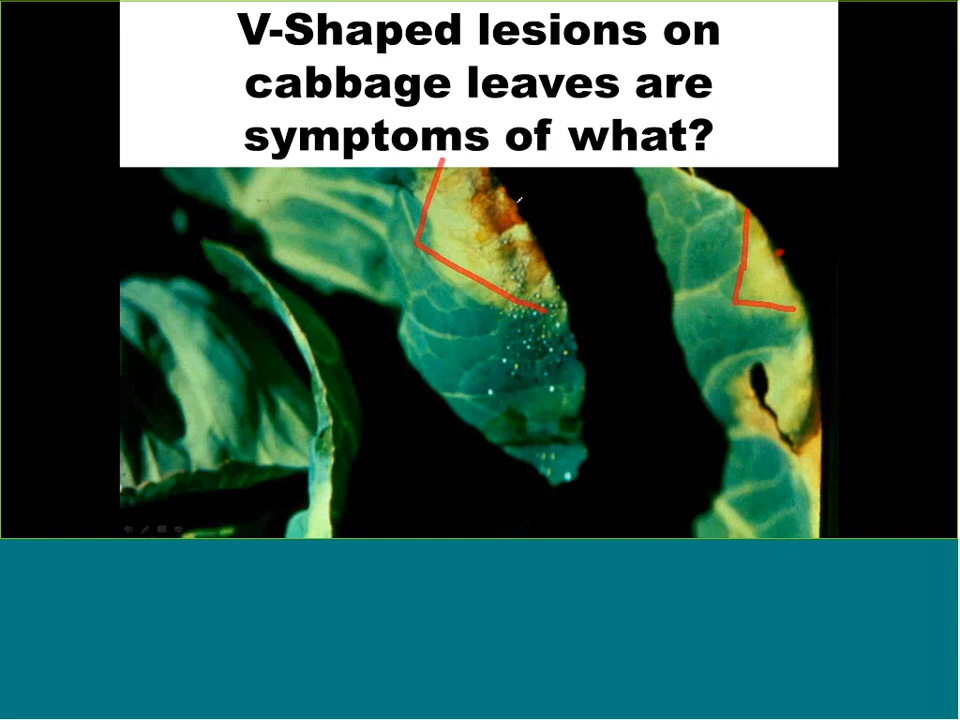 V-Shaped lesions on
cabbage leaves are
symptoms of what?